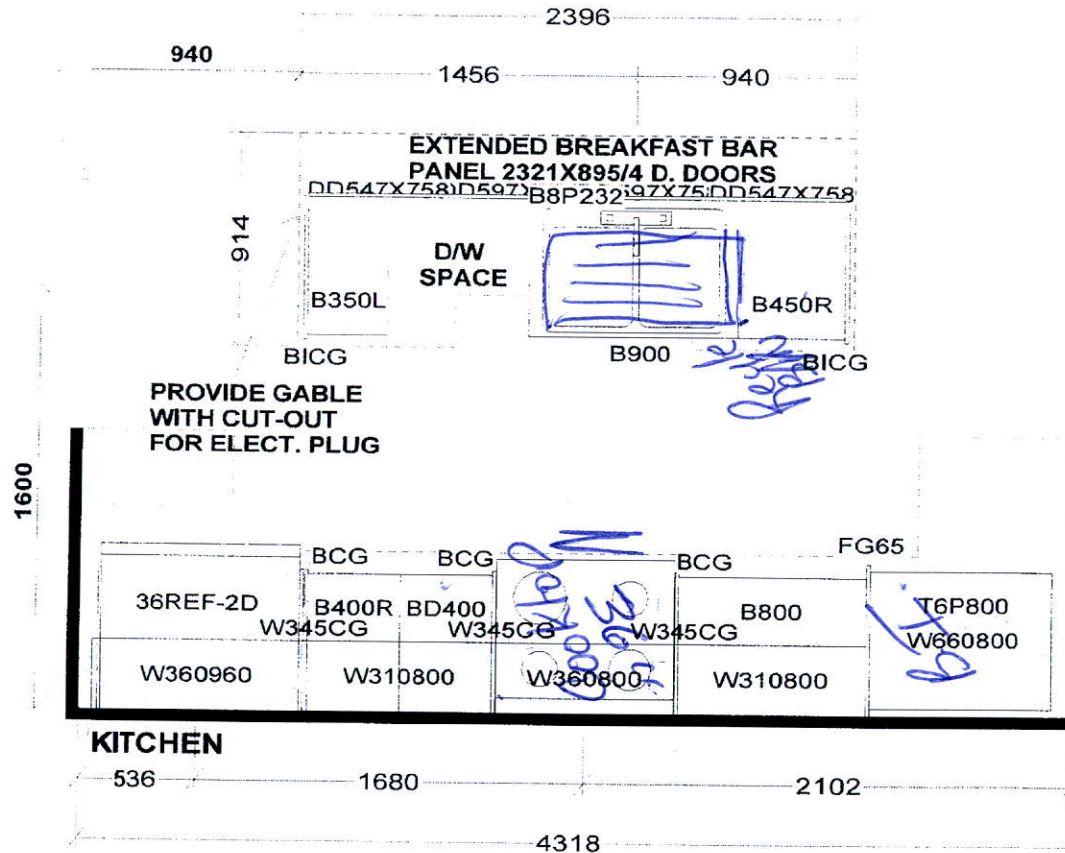 2396
940
1456
940
EXTENDED BREAKFAST BAR
PANEL 2321X895/4 D. DOORS
DD547X758 DD547X758
B8P232
914
D/W
SPACE
B350L
B450R
BICG
B900
BICG
PROVIDE GABLE
WITH CUT-OUT
FOR ELECT. PLUG
1600
BCG
BCG
BCG
FG65
36REF-2D
B400R
BD400
B800
T6P800
W345CG
W345CG
W345CG
W660800
W360960
W310800
W360800
W310800
36"
Cooktop
KITCHEN
536
1680
2102
4318